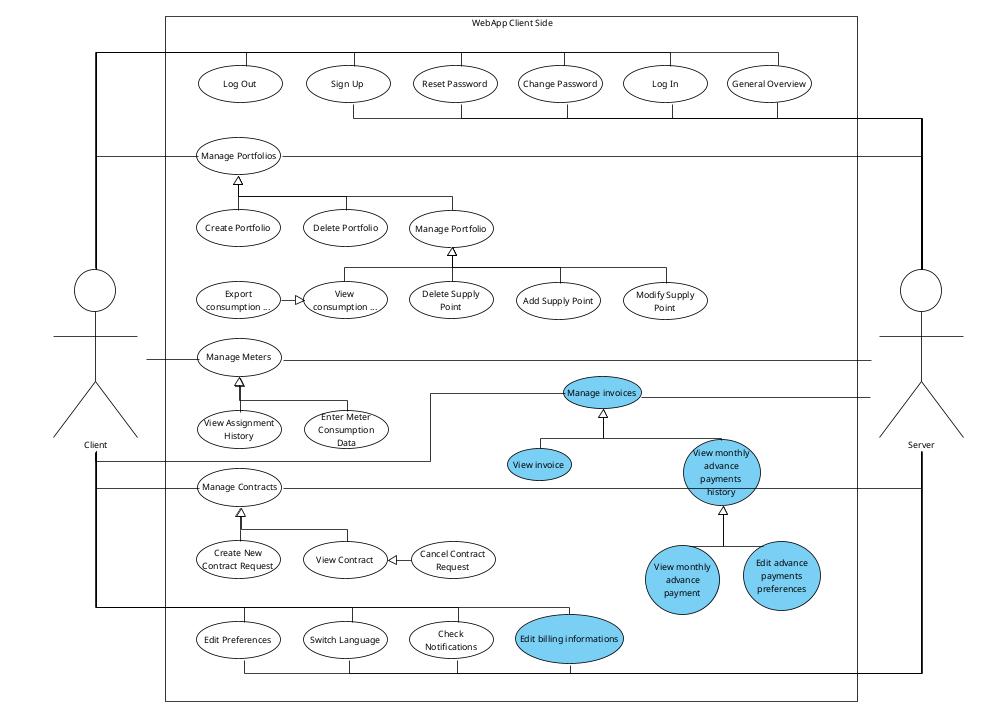 WebApp Client Side
Log Out
Sign Up
Reset Password
Change Password
Log In
General Overview
Manage Portfolios
Create Portfolio
Delete Portfolio
Manage Portfolio
Export
consumption ...
View
consumption ...
Delete Supply
Point
Add Supply Point
Modify Supply
Point
Manage Meters
Manage invoices
View Assignment
History
Enter Meter
Consumption
Data
Client
Server
View invoice
View monthly
advance
payments
history
Manage Contracts
Create New
Contract Request
View Contract
Cancel Contract
Request
View monthly
advance
payment
Edit advance
payments
preferences
Edit Preferences
Switch Language
Check
Notifications
Edit billing informations